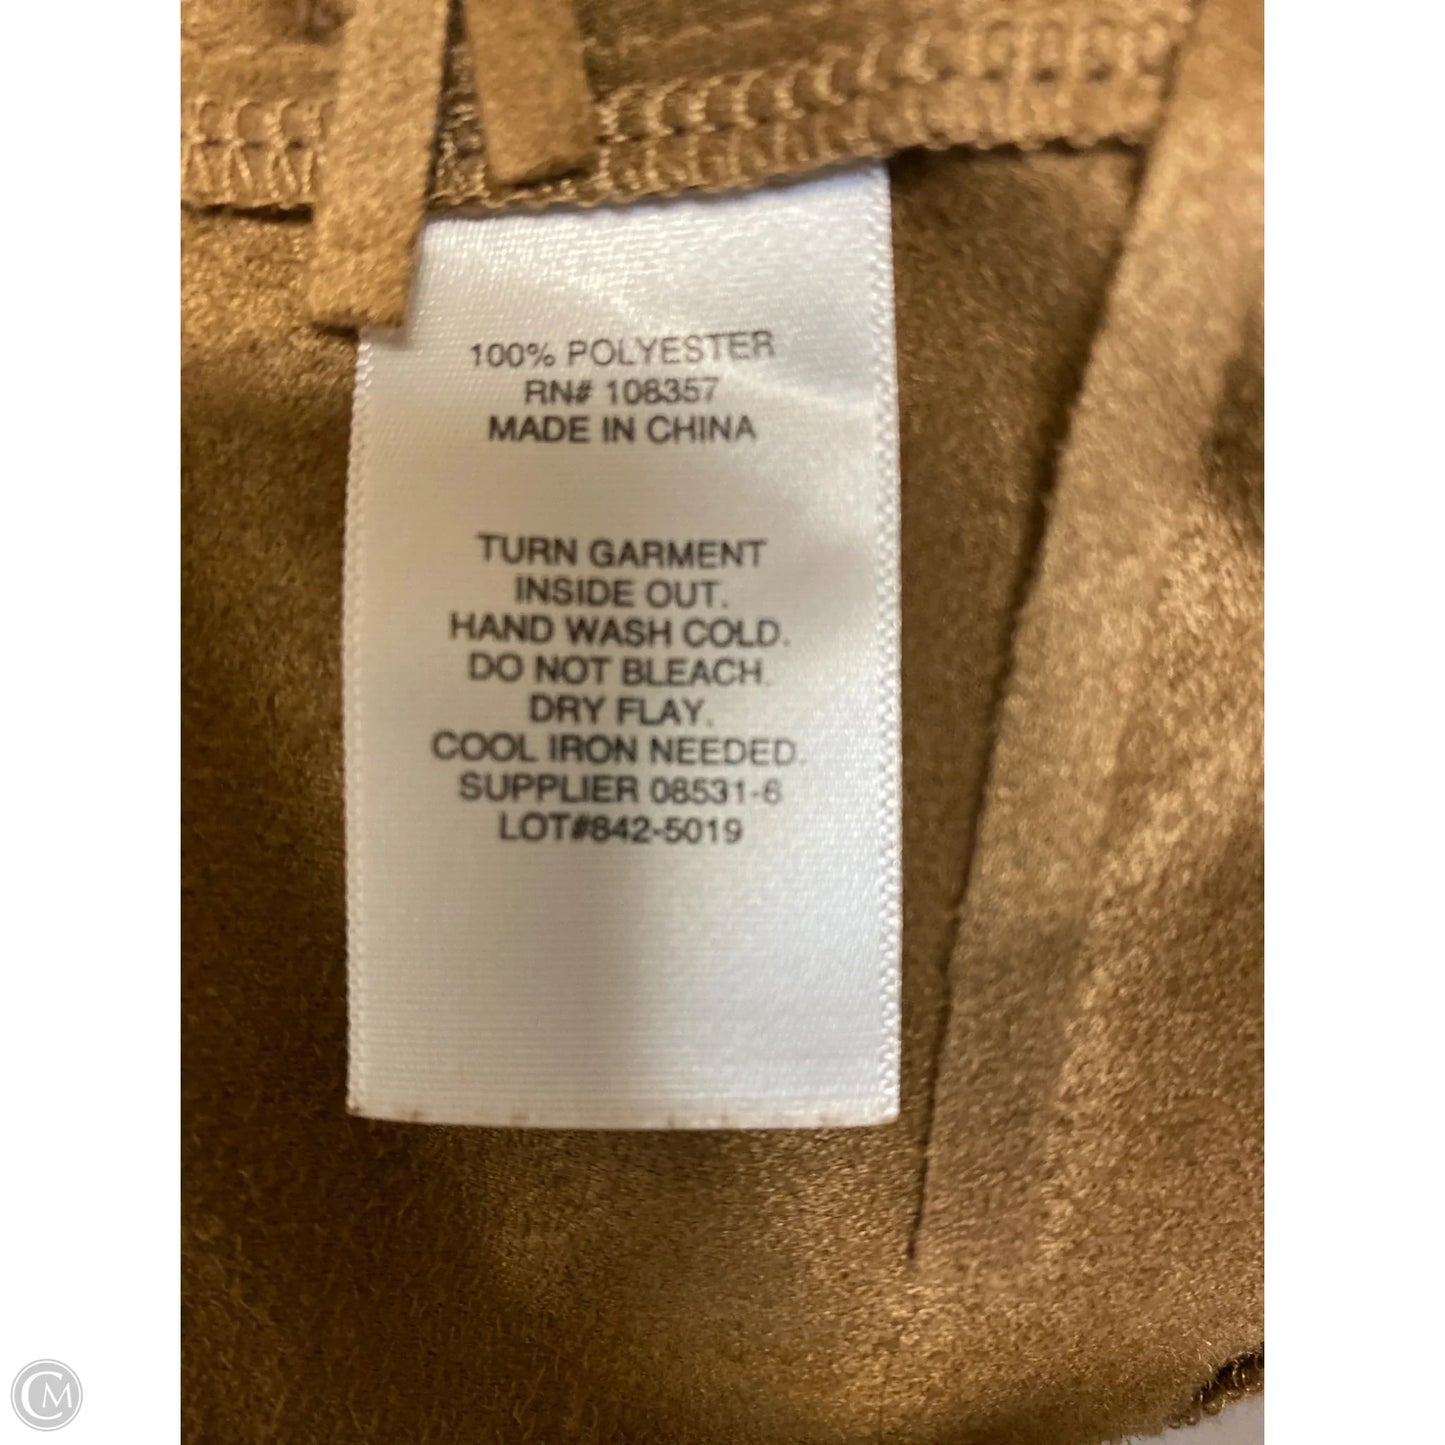 100% POLYESTER
RN# 108357
MADE IN CHINA
TURN GARMENT
INSIDE OUT.
HAND WASH COLD.
DO NOT BLEACH.
DRY FLAY.
COOL IRON NEEDED.
SUPPLIER 08531-6
LOT#842-5019
CM